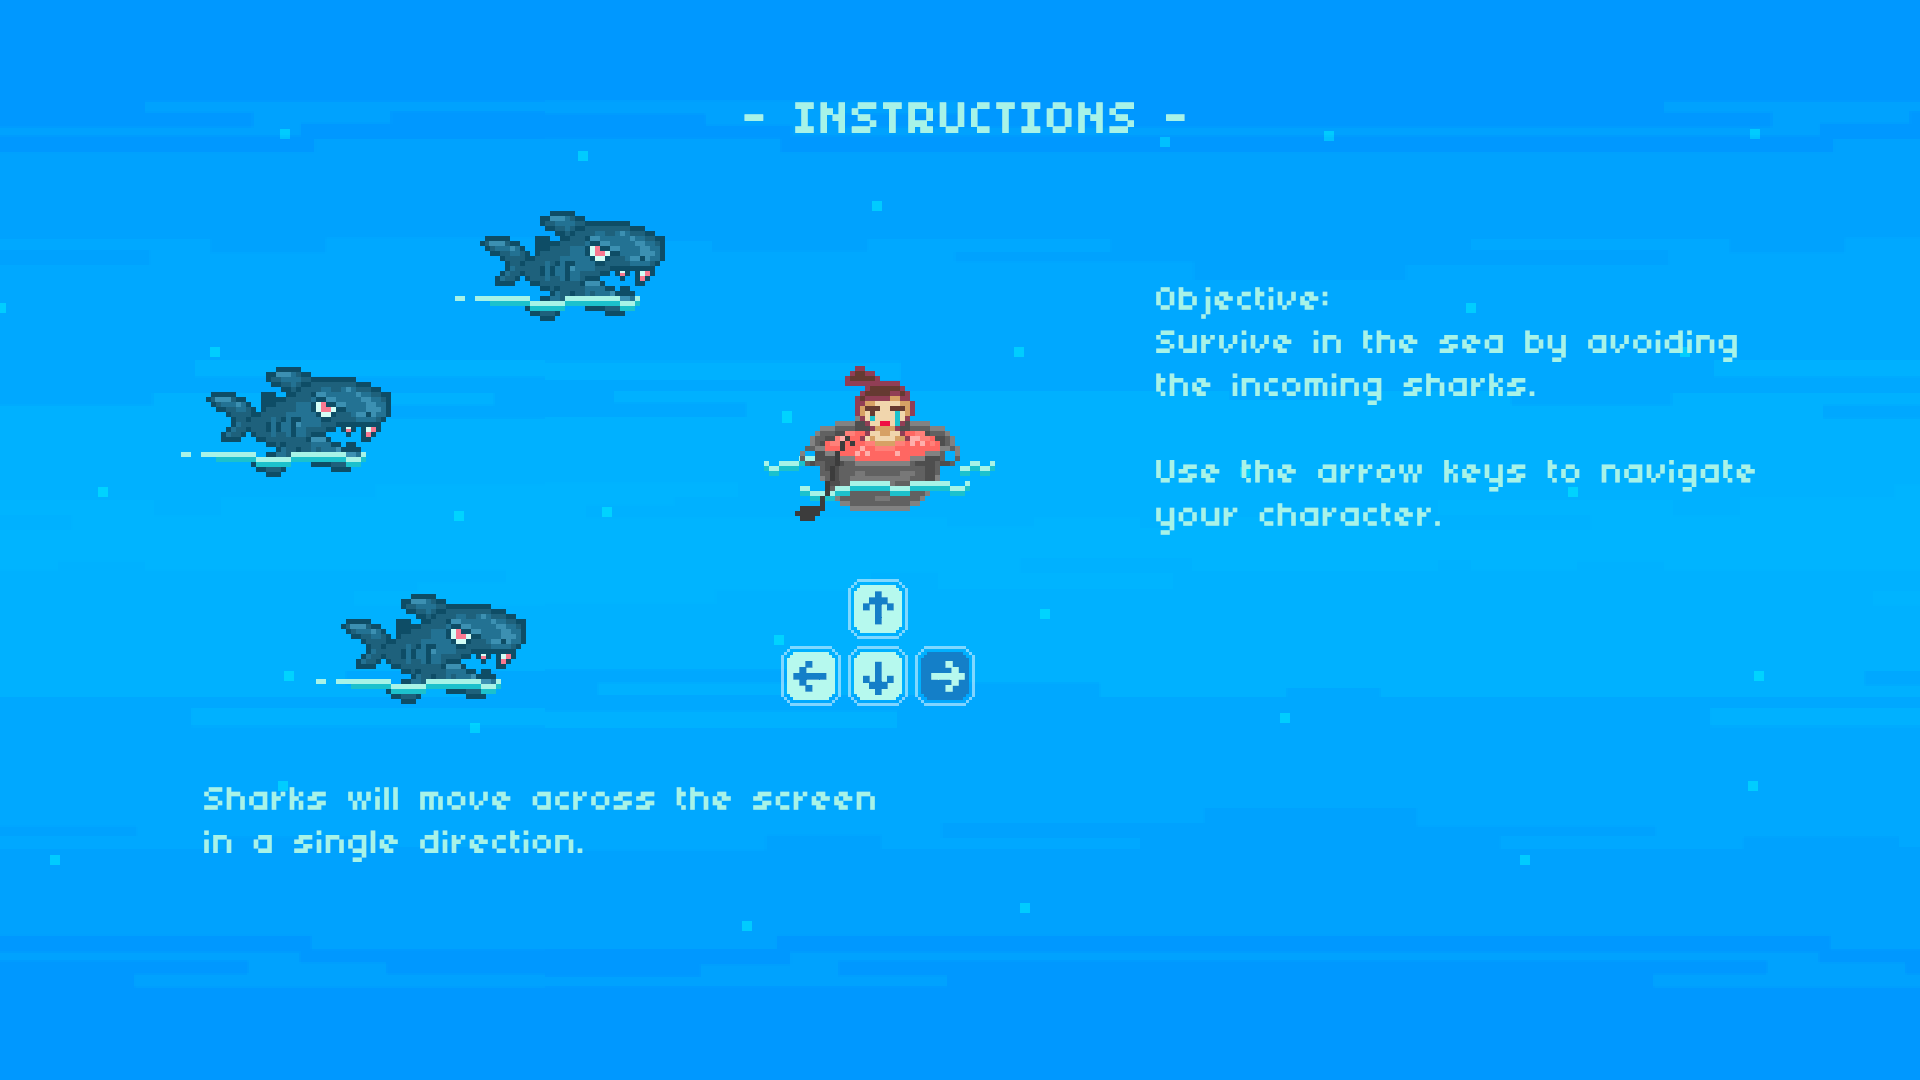 - INSTRUCTIONS -
Objective:
Survive in the sea by avoiding
the incoming sharks.
Use the arrow keys to navigate
your character.
Sharks will move across the screen
in a single direction.